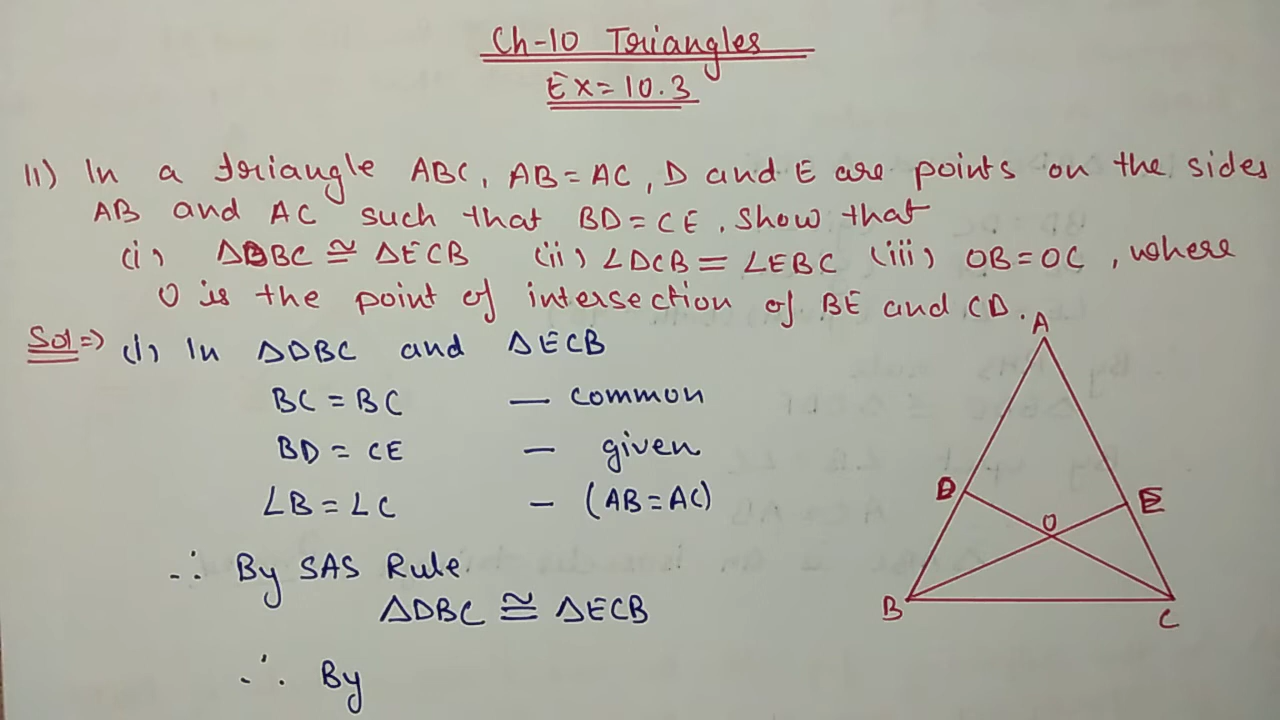 Ch-10 Triangles
Ex=10.3
11) In a triangle ABC, AB=AC, D and E are points on the sides
AB and AC such that BD=CE. Show that
(i) ΔDBC ≅ ΔECB (ii) ∠DCB = ∠EBC (iii) OB=OC, where
O is the point of intersection of BE and CD.
Sol=> (i) In ΔDBC and ΔECB
BC = BC — common
BD = CE — given
∠B = ∠C — (AB=AC)
∴ By SAS Rule
ΔDBC ≅ ΔECB
∴ By
A
D
E
O
B
C